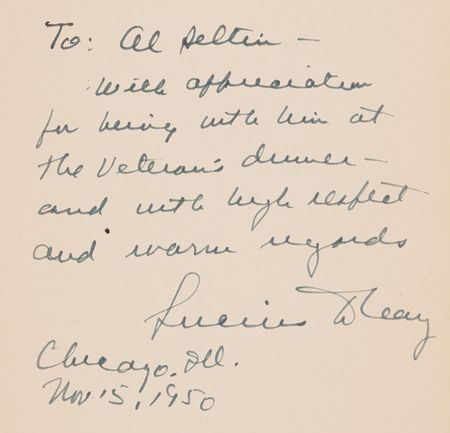 To: Al Seltin —
With appreciation
for being with him at
the Veteran's dinner —
and with high respect
and warm regards
Lucius D Clay
Chicago, Ill.
Nov 15, 1950